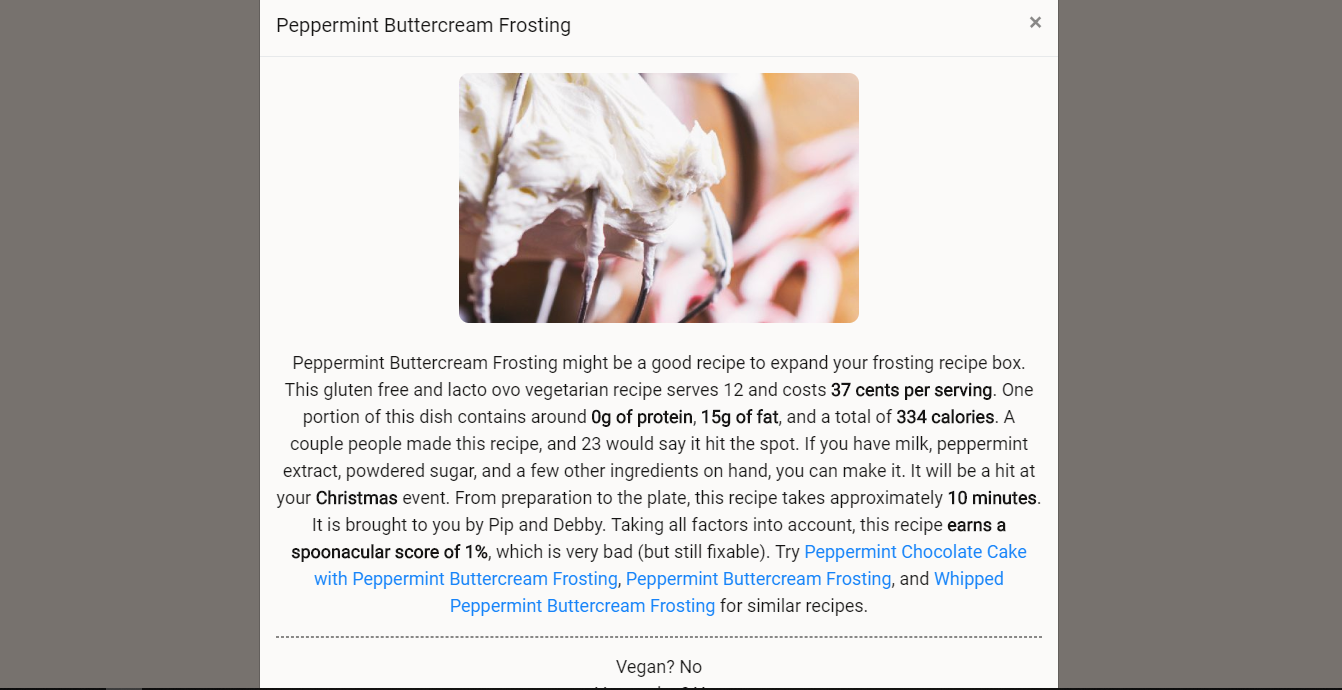 Peppermint Buttercream Frosting
×
Peppermint Buttercream Frosting might be a good recipe to expand your frosting recipe box.
This gluten free and lacto ovo vegetarian recipe serves 12 and costs 37 cents per serving. One
portion of this dish contains around 0g of protein, 15g of fat, and a total of 334 calories. A
couple people made this recipe, and 23 would say it hit the spot. If you have milk, peppermint
extract, powdered sugar, and a few other ingredients on hand, you can make it. It will be a hit at
your Christmas event. From preparation to the plate, this recipe takes approximately 10 minutes.
It is brought to you by Pip and Debby. Taking all factors into account, this recipe earns a
spoonacular score of 1%, which is very bad (but still fixable). Try Peppermint Chocolate Cake
with Peppermint Buttercream Frosting, Peppermint Buttercream Frosting, and Whipped
Peppermint Buttercream Frosting for similar recipes.
Vegan? No